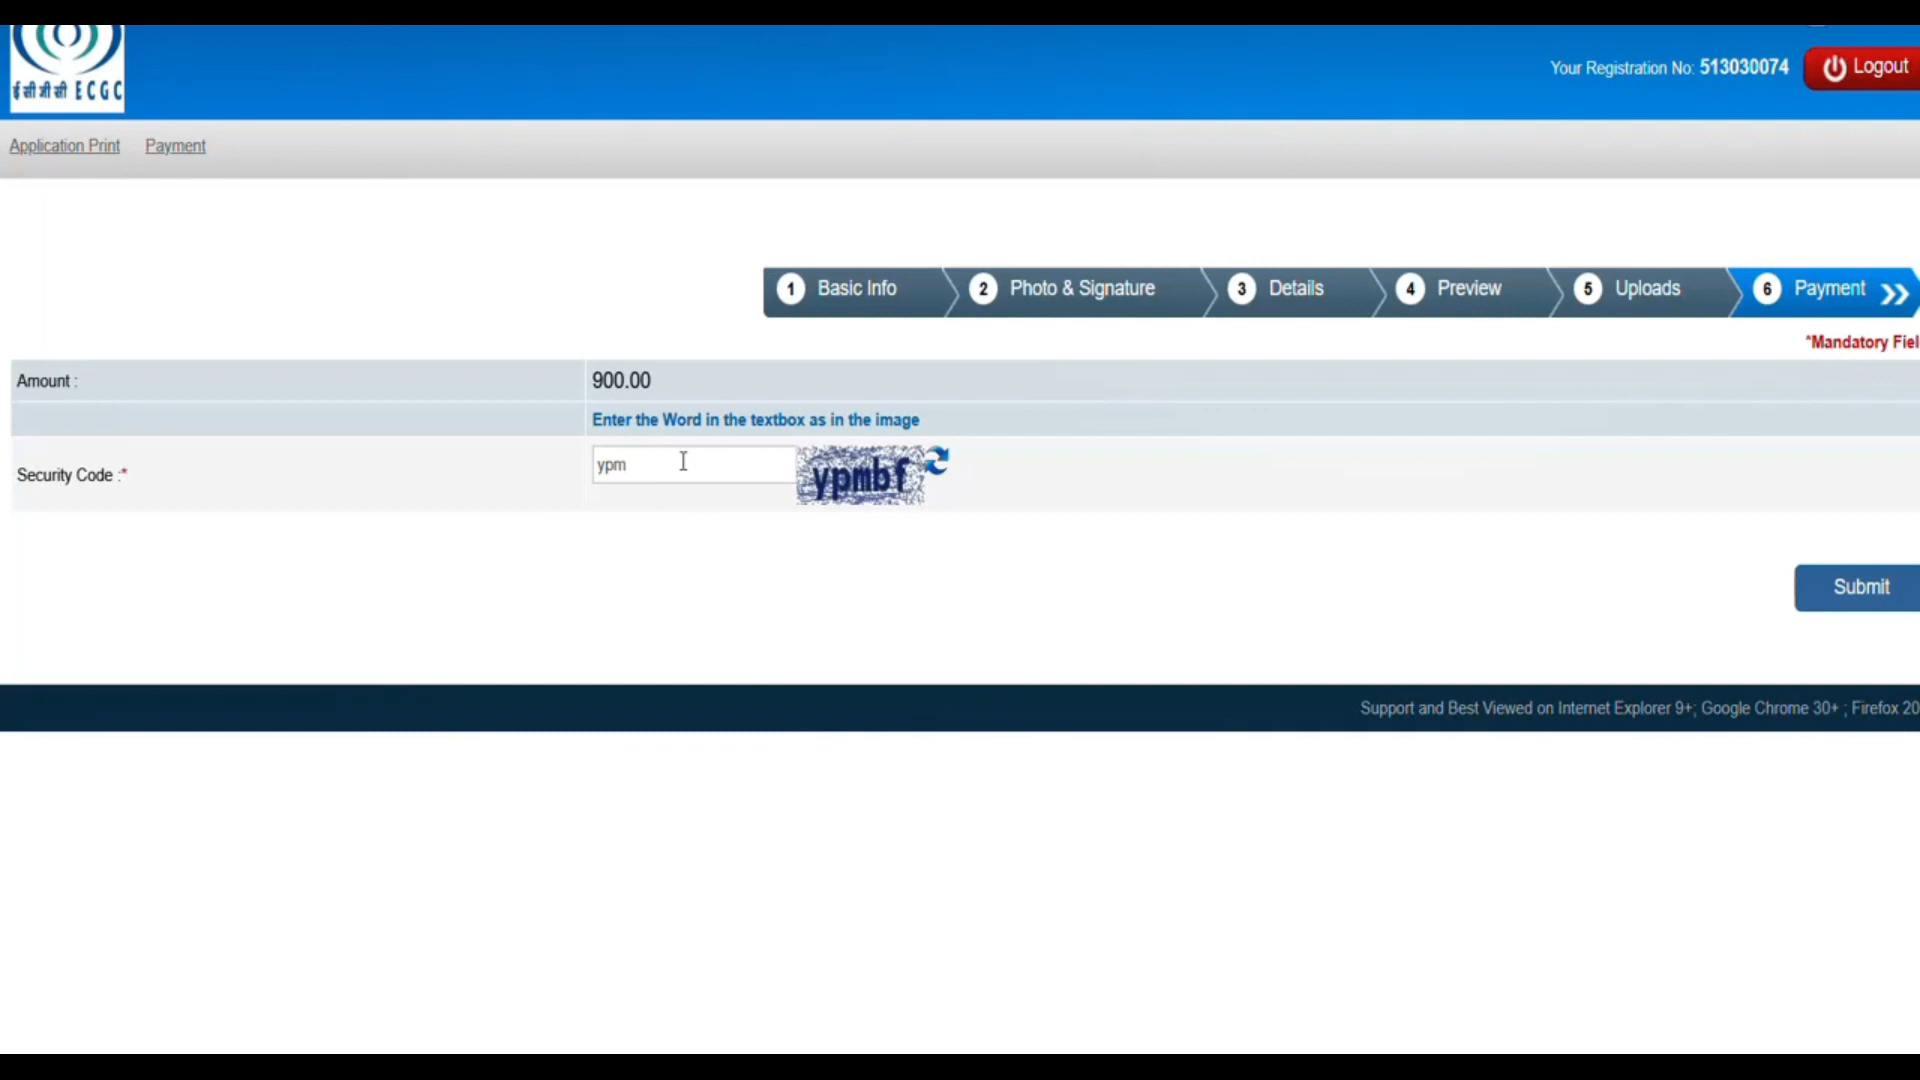 ई सी जी सी ECGC
Your Registration No: 513030074
Logout
Application Print Payment
1 Basic Info 2 Photo & Signature 3 Details 4 Preview 5 Uploads 6 Payment
*Mandatory Fiel
Amount : 900.00
Enter the Word in the textbox as in the image
Security Code :* ypm ypmbf
Submit
Support and Best Viewed on Internet Explorer 9+; Google Chrome 30+ ; Firefox 20